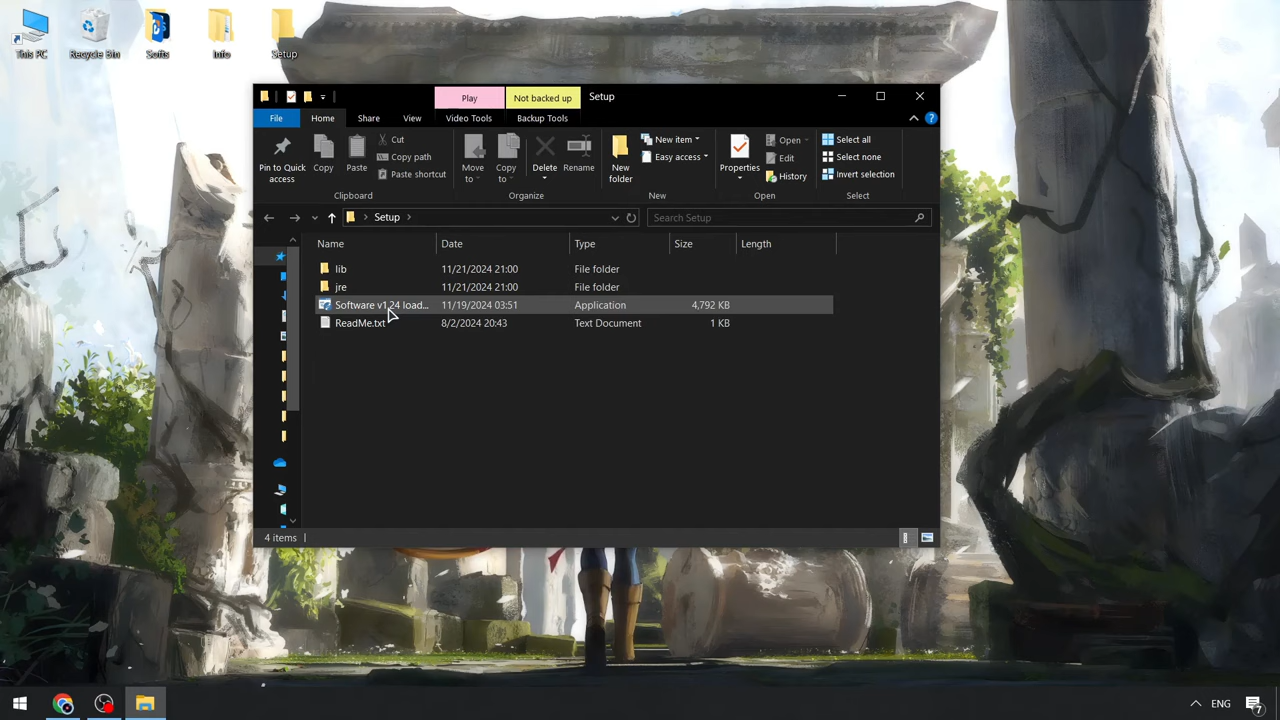 This PC
Recycle Bin
Softs
Info
Setup
Play
Not backed up
Setup
File
Home
Share
View
Video Tools
Backup Tools
Pin to Quick access
Copy
Paste
Cut
Copy path
Paste shortcut
Clipboard
Move to
Copy to
Delete
Rename
Organize
New folder
New item
Easy access
New
Properties
Open
Edit
History
Open
Select all
Select none
Invert selection
Select
Setup
Search Setup
Name
Date
Type
Size
Length
lib
11/21/2024 21:00
File folder
jre
11/21/2024 21:00
File folder
Software v1.24 load...
11/19/2024 03:51
Application
4,792 KB
ReadMe.txt
8/2/2024 20:43
Text Document
1 KB
4 items
ENG
7